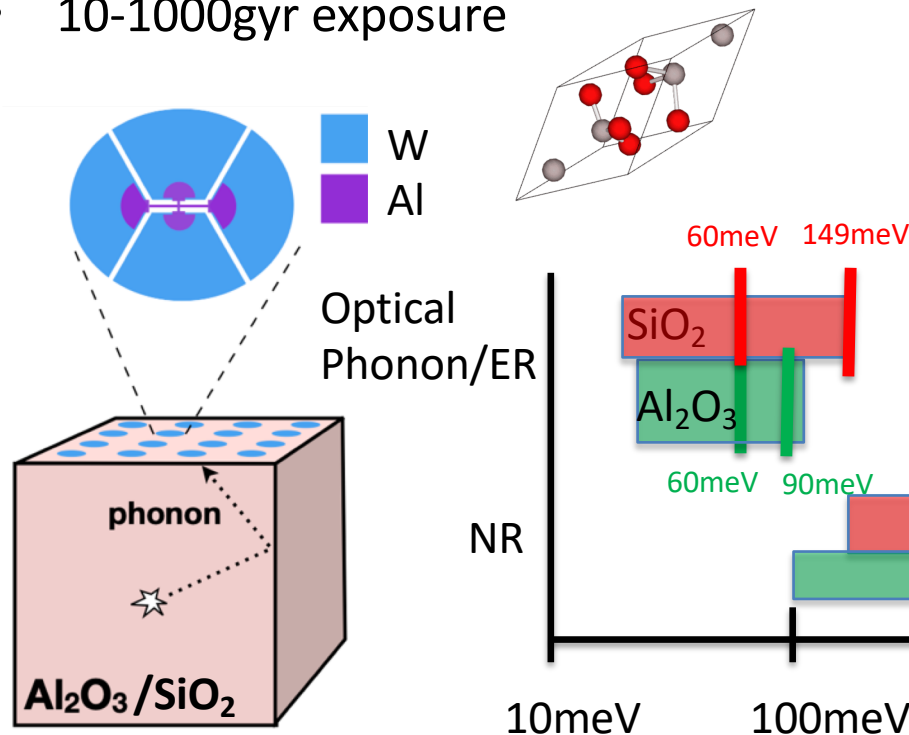 10-1000gyr exposure
W
Al
60meV 149meV
Optical
Phonon/ER
SiO₂
Al₂O₃
60meV 90meV
NR
phonon
Al₂O₃/SiO₂
10meV 100meV